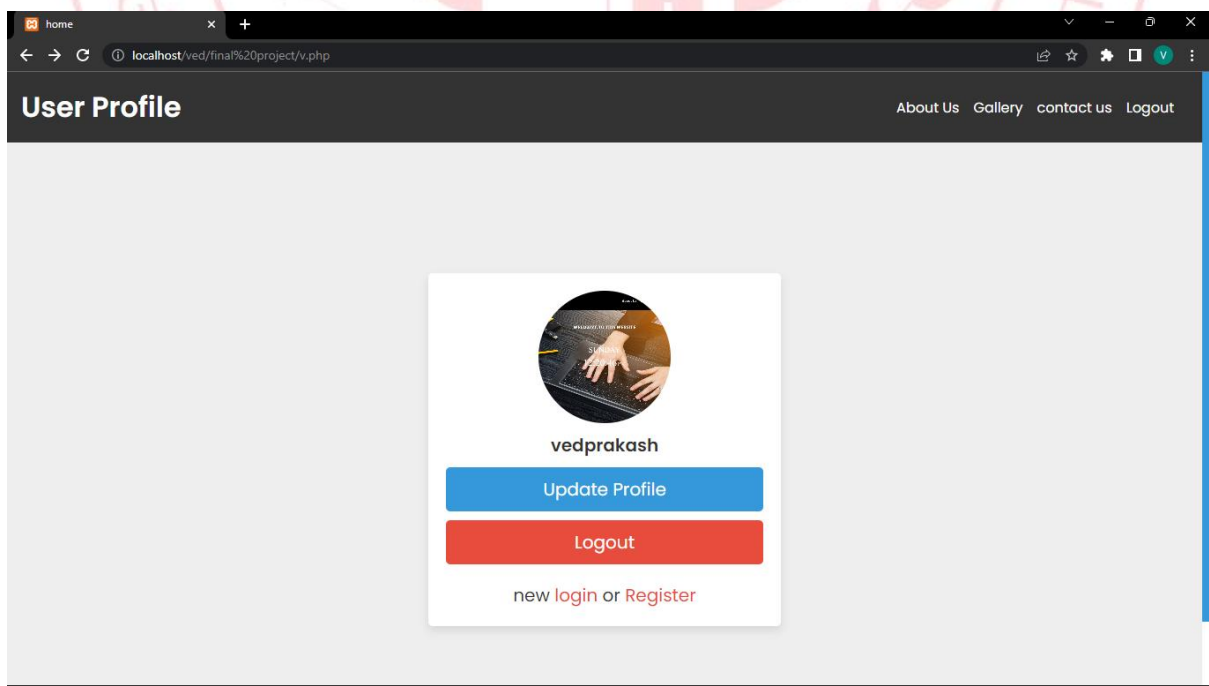 home
localhost/ved/final%20project/v.php
V
User Profile
About Us Gallery contact us Logout
vedprakash
Update Profile
Logout
new login or Register